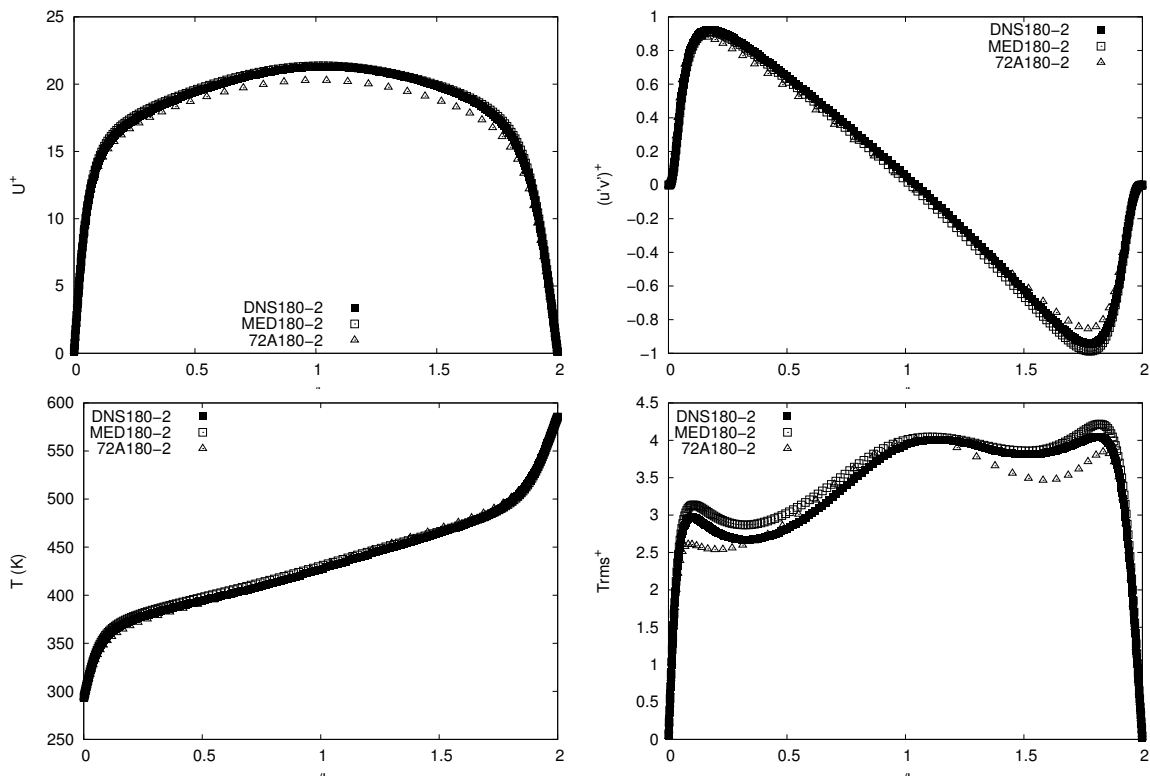 25
20
15
10
5
0
0 0.5 1 1.5 2
U+
DNS180-2
MED180-2
72A180-2
1
0.8
0.6
0.4
0.2
0
-0.2
-0.4
-0.6
-0.8
-1
0 0.5 1 1.5 2
(u'v')+
DNS180-2
MED180-2
72A180-2
600
550
500
450
400
350
300
250
0 0.5 1 1.5 2
T (K)
DNS180-2
MED180-2
72A180-2
4.5
4
3.5
3
2.5
2
1.5
1
0.5
0
0 0.5 1 1.5 2
Trms+
DNS180-2
MED180-2
72A180-2